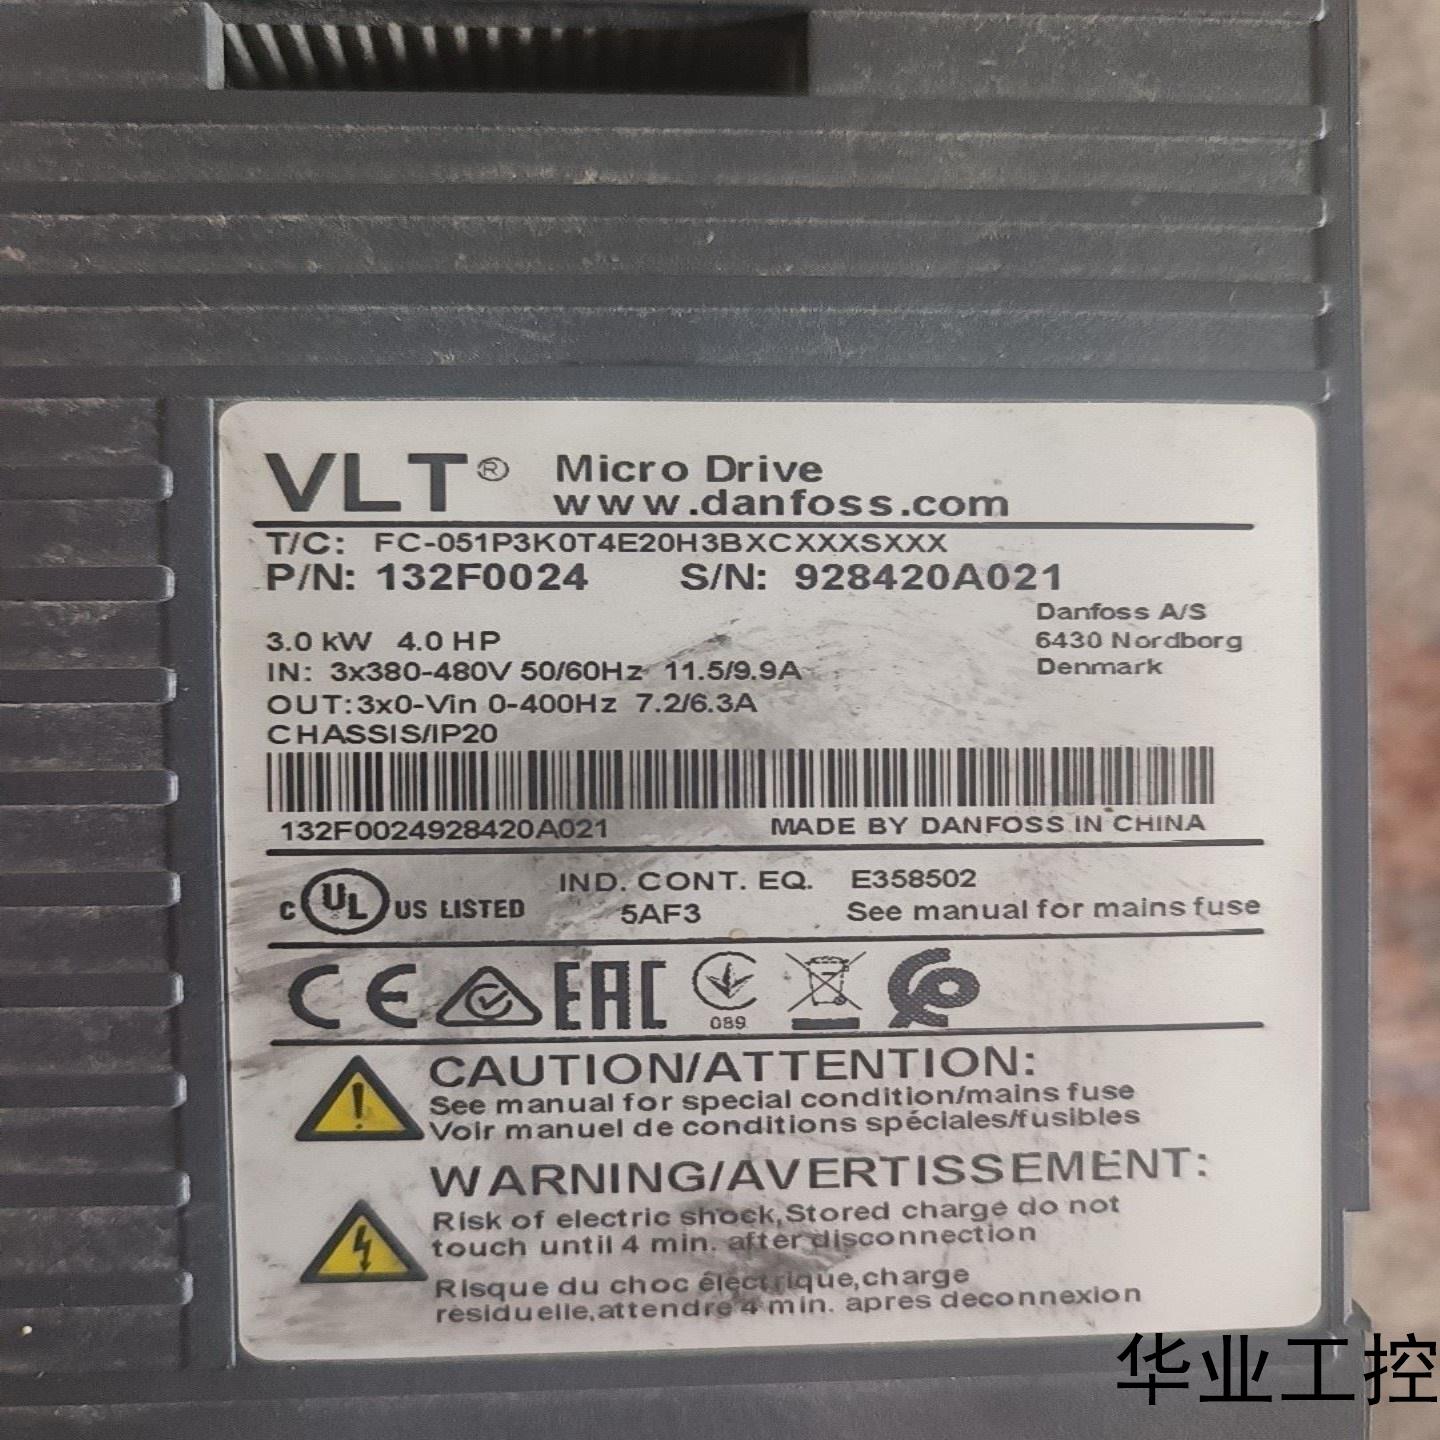 VLT® Micro Drive
www.danfoss.com
T/C: FC-051P3K0T4E20H3BXCXXXSXXX
P/N: 132F0024 S/N: 928420A021
Danfoss A/S
6430 Nordborg
Denmark
3.0 kW 4.0 HP
IN: 3x380-480V 50/60Hz 11.5/9.9A
OUT:3x0-Vin 0-400Hz 7.2/6.3A
CHASSIS/IP20
132F0024928420A021 MADE BY DANFOSS IN CHINA
C UL US LISTED IND. CONT. EQ. E358502
5AF3 See manual for mains fuse
CE EAC
089
CAUTION/ATTENTION:
See manual for special condition/mains fuse
Voir manuel de conditions spéciales/fusibles
WARNING/AVERTISSEMENT:
Risk of electric shock,Stored charge do not
touch until 4 min. after disconnection
Risque du choc électrique,charge
résiduelle,attendre 4 min. apres deconnexion
华业工控